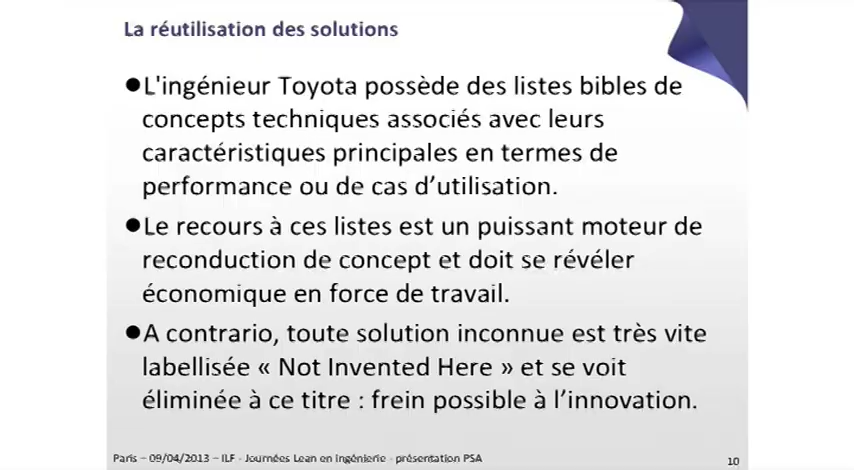 La réutilisation des solutions
●L'ingénieur Toyota possède des listes bibles de
concepts techniques associés avec leurs
caractéristiques principales en termes de
performance ou de cas d’utilisation.
●Le recours à ces listes est un puissant moteur de
reconduction de concept et doit se révéler
économique en force de travail.
●A contrario, toute solution inconnue est très vite
labellisée « Not Invented Here » et se voit
éliminée à ce titre : frein possible à l’innovation.
Paris – 09/04/2013 – ILF - Journées Lean en Ingénierie - présentation PSA
10